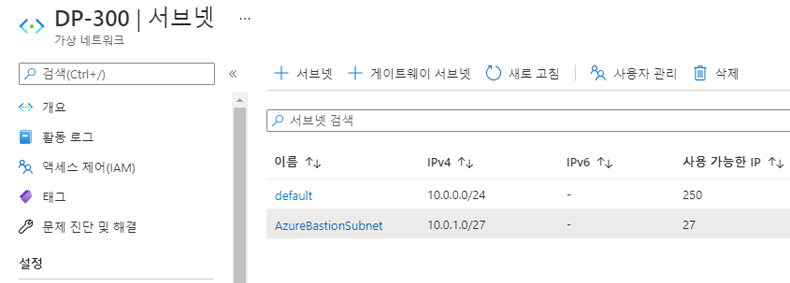 DP-300 | 서브넷 ...
가상 네트워크
검색(Ctrl+/)
«
개요
활동 로그
액세스 제어(IAM)
태그
문제 진단 및 해결
설정
+ 서브넷 + 게이트웨이 서브넷 새로 고침 사용자 관리 삭제
서브넷 검색
이름 ↑↓ IPv4 ↑↓ IPv6 ↑↓ 사용 가능한 IP ↑↓
default 10.0.0.0/24 - 250
AzureBastionSubnet 10.0.1.0/27 - 27